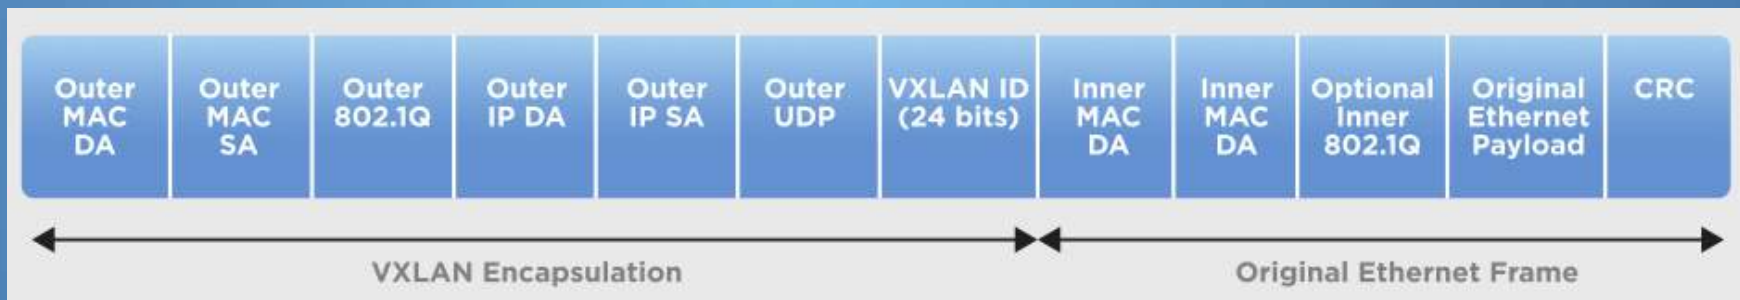 Outer
MAC
DA
Outer
MAC
SA
Outer
802.1Q
Outer
IP DA
Outer
IP SA
Outer
UDP
VXLAN ID
(24 bits)
Inner
MAC
DA
Inner
MAC
DA
Optional
Inner
802.1Q
Original
Ethernet
Payload
CRC
VXLAN Encapsulation
Original Ethernet Frame